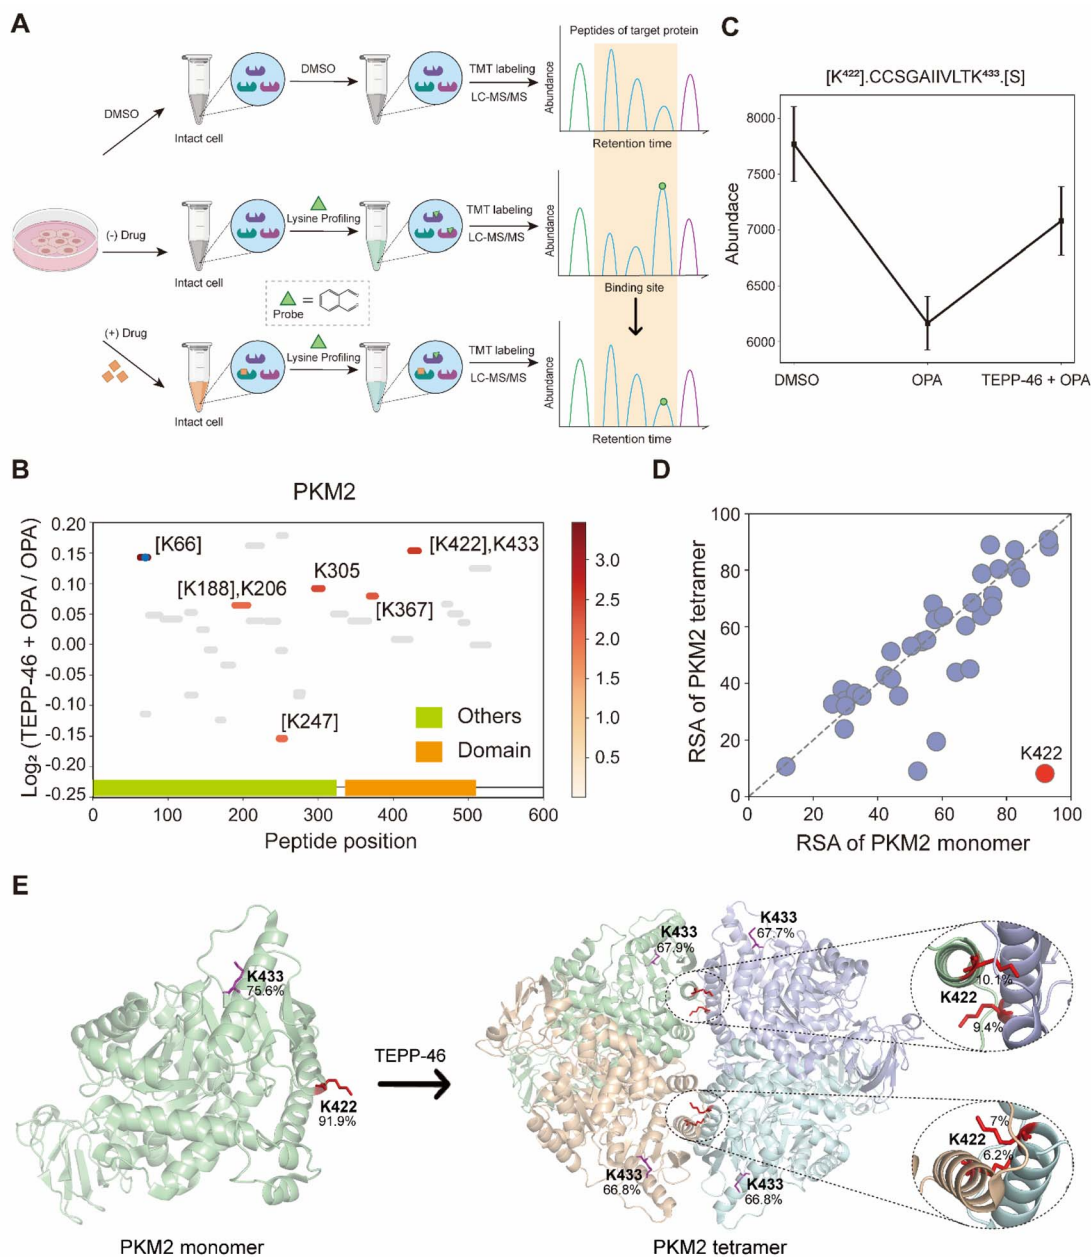 A
DMSO
Intact cell
DMSO
TMT labeling
LC-MS/MS
Peptides of target protein
Abundance
Retention time
(-) Drug
Intact cell
Lysine Profiling
TMT labeling
LC-MS/MS
Abundance
Binding site
Probe
=
(+) Drug
Intact cell
Lysine Profiling
TMT labeling
LC-MS/MS
Abundance
Retention time
C
[K⁴²²].CCSGAIIVLTK⁴³³.[S]
Abundace
8000
7500
7000
6500
6000
DMSO
OPA
TEPP-46 + OPA
B
PKM2
Log₂ (TEPP-46 + OPA / OPA)
0.20
0.15
0.10
0.05
0.00
-0.05
-0.10
-0.15
-0.20
-0.25
[K66]
[K188],K206
K305
[K367]
[K422],K433
[K247]
Others
Domain
0
100
200
300
400
500
600
Peptide position
3.0
2.5
2.0
1.5
1.0
0.5
D
RSA of PKM2 tetramer
100
80
60
40
20
0
K422
0
20
40
60
80
100
RSA of PKM2 monomer
E
K433
75.6%
K422
91.9%
PKM2 monomer
TEPP-46
K433
67.9%
K433
67.7%
K433
66.8%
K433
66.8%
PKM2 tetramer
10.1%
K422
9.4%
7%
K422
6.2%